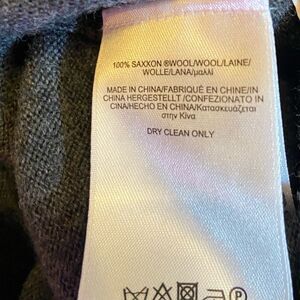 100% SAXXON ®WOOL/WOOL/LAINE/
WOLLE/LANA/μαλλί
MADE IN CHINA/FABRIQUÉ EN CHINE/IN
CHINA HERGESTELLT /CONFEZIONATO IN
CINA/HECHO EN CHINA/Κατασκευάζεται
στην Κίνα
DRY CLEAN ONLY
P